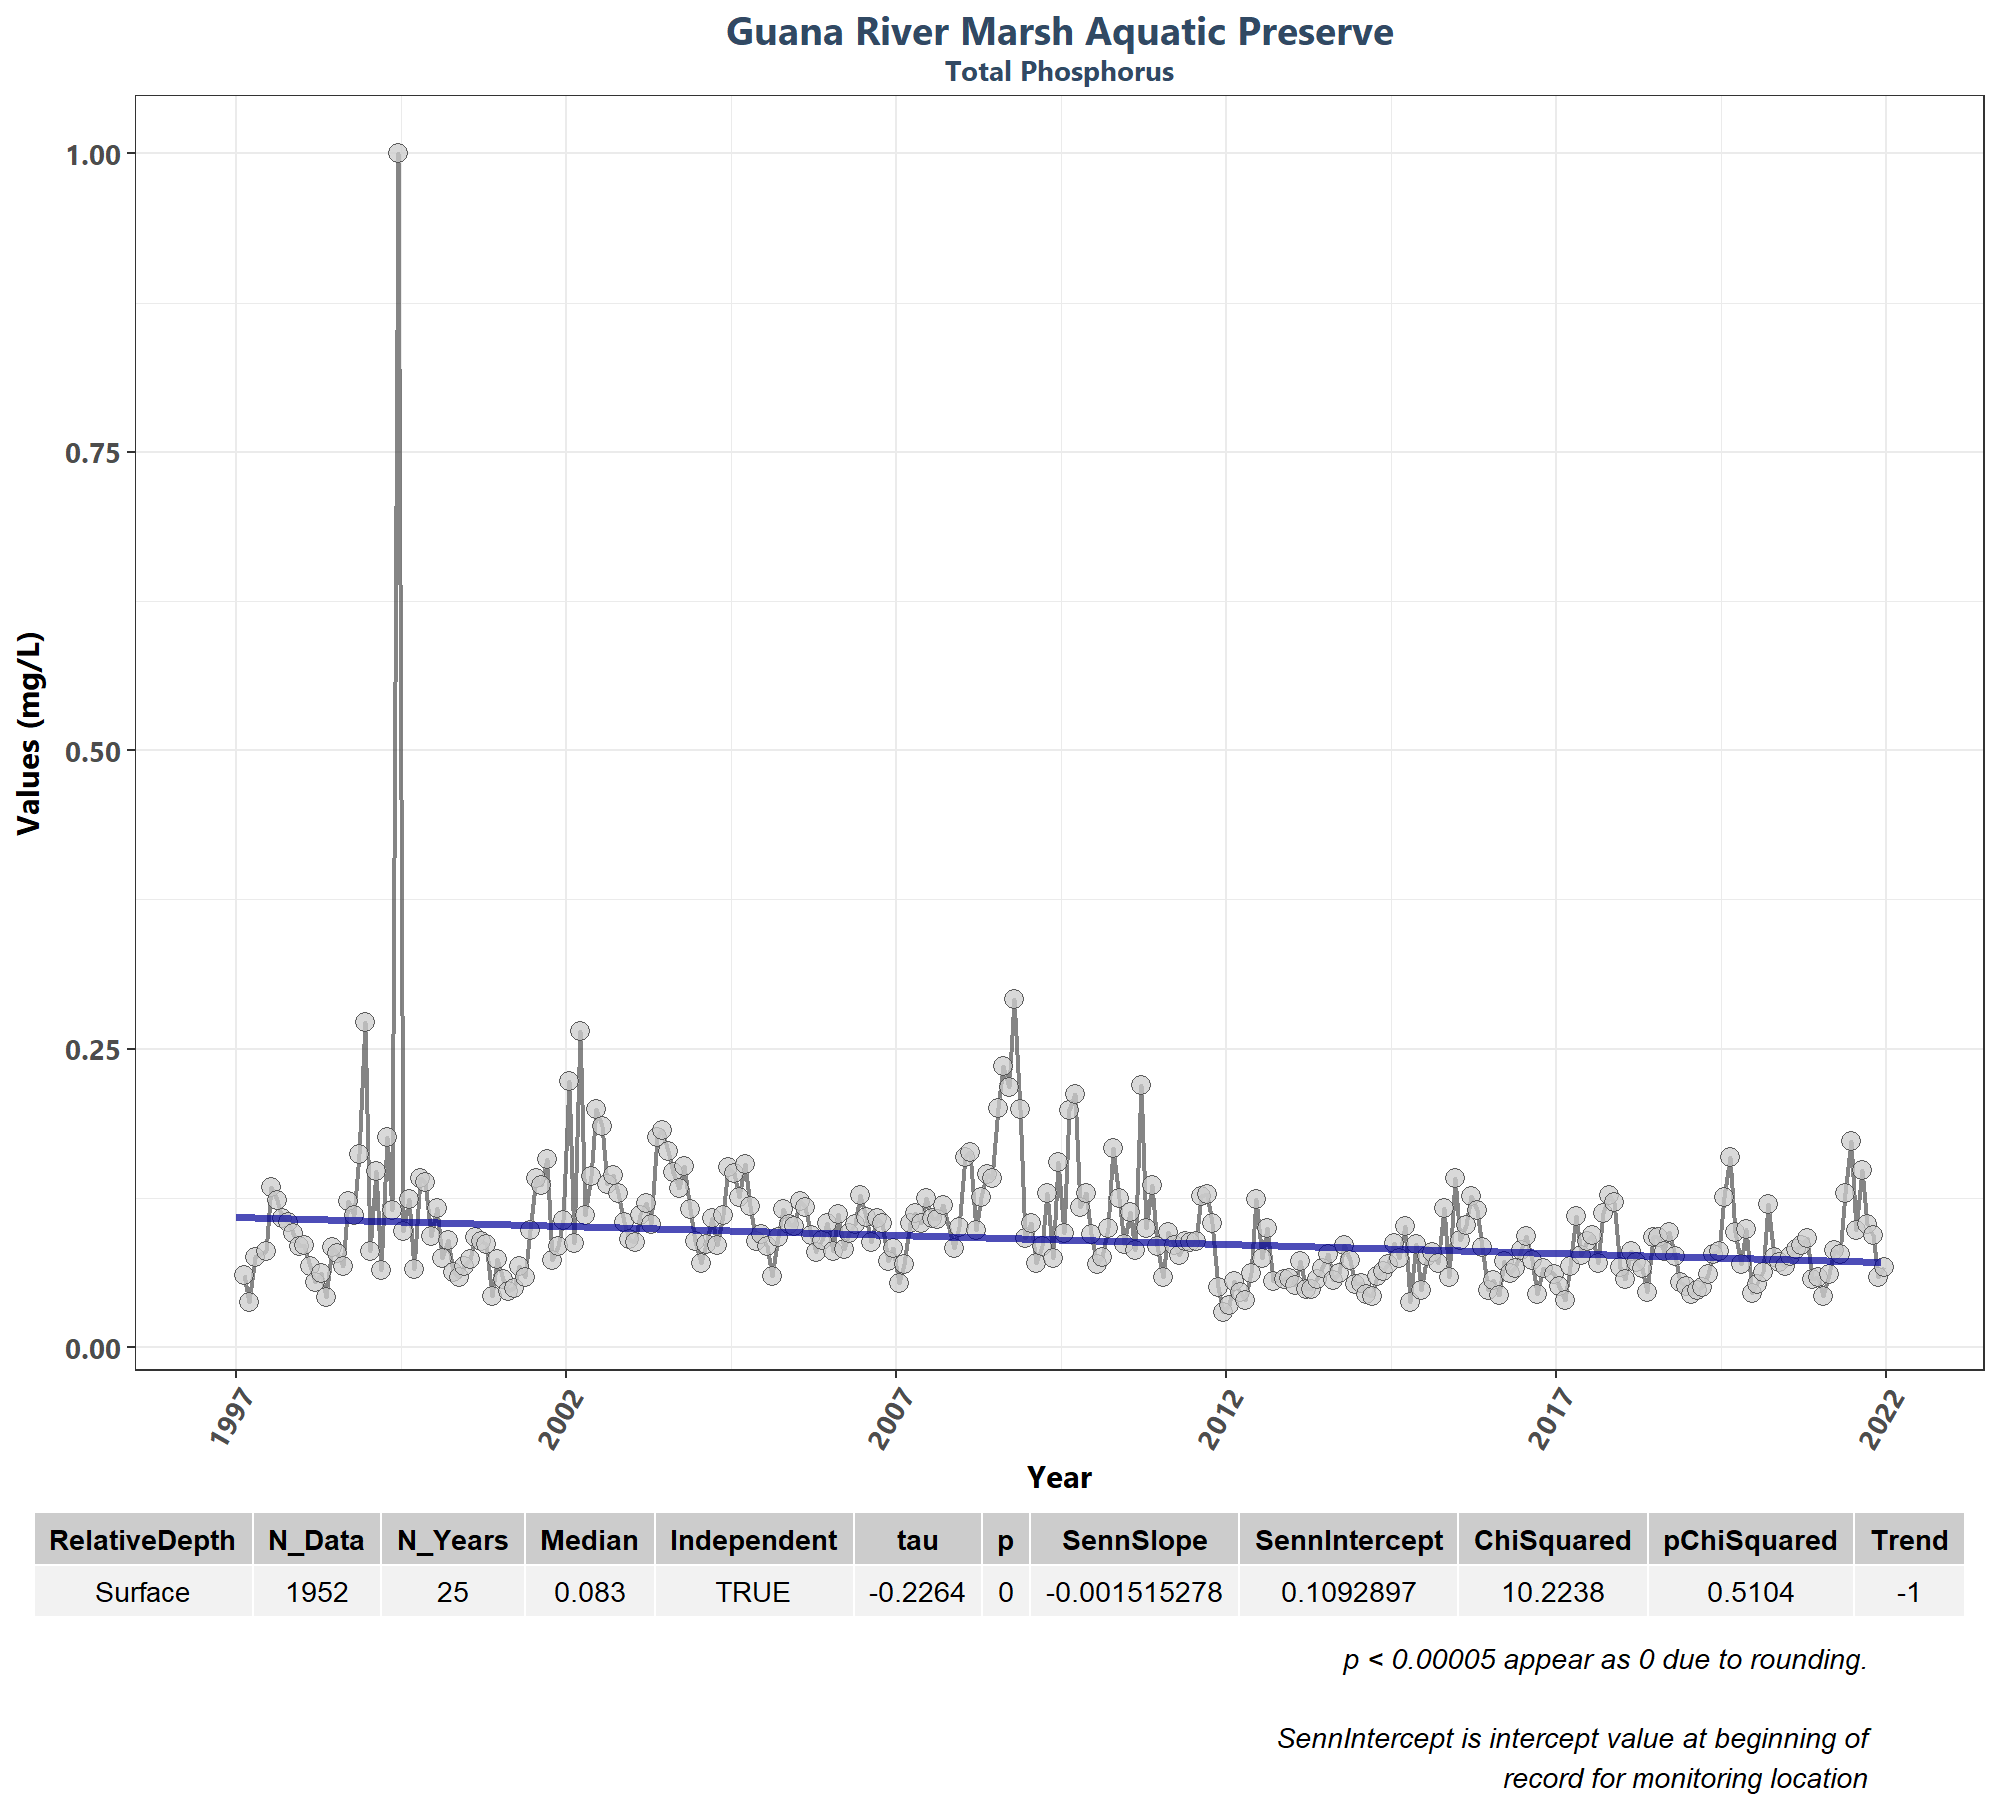 Guana River Marsh Aquatic Preserve
Total Phosphorus
1.00
0.75
0.50
0.25
0.00
Values (mg/L)
1997 2002 2007 2012 2017 2022
Year
RelativeDepth N_Data N_Years Median Independent tau p SennSlope SennIntercept ChiSquared pChiSquared Trend
Surface 1952 25 0.083 TRUE -0.2264 0 -0.001515278 0.1092897 10.2238 0.5104 -1
p < 0.00005 appear as 0 due to rounding.
SennIntercept is intercept value at beginning of
record for monitoring location